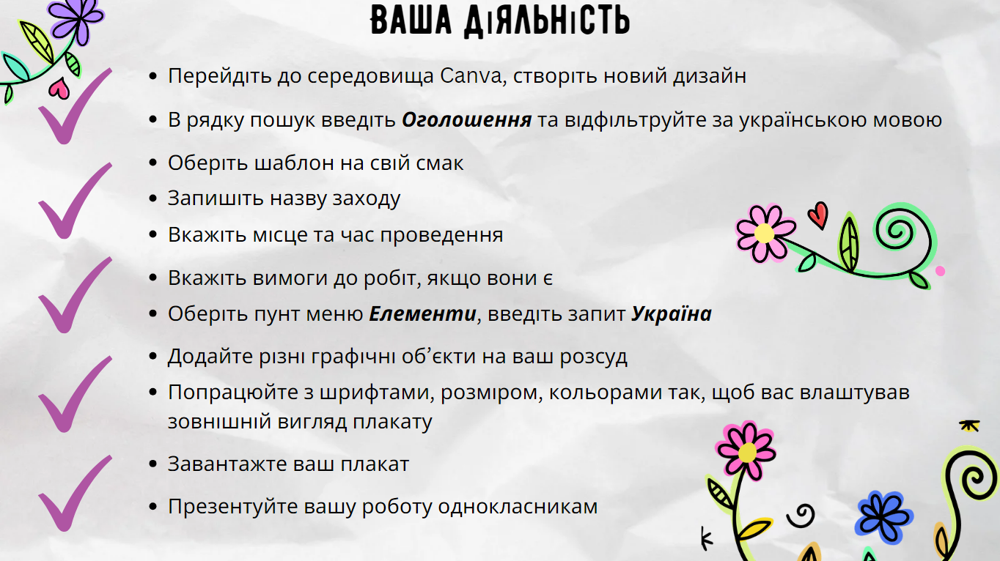 ВАША ДІЯЛЬНІСТЬ
• Перейдіть до середовища Canva, створіть новий дизайн
• В рядку пошук введіть Оголошення та відфільтруйте за українською мовою
• Оберіть шаблон на свій смак
• Запишіть назву заходу
• Вкажіть місце та час проведення
• Вкажіть вимоги до робіт, якщо вони є
• Оберіть пунт меню Елементи, введіть запит Україна
• Додайте різні графічні об’єкти на ваш розсуд
• Попрацюйте з шрифтами, розміром, кольорами так, щоб вас влаштував
зовнішній вигляд плакату
• Завантажте ваш плакат
• Презентуйте вашу роботу однокласникам